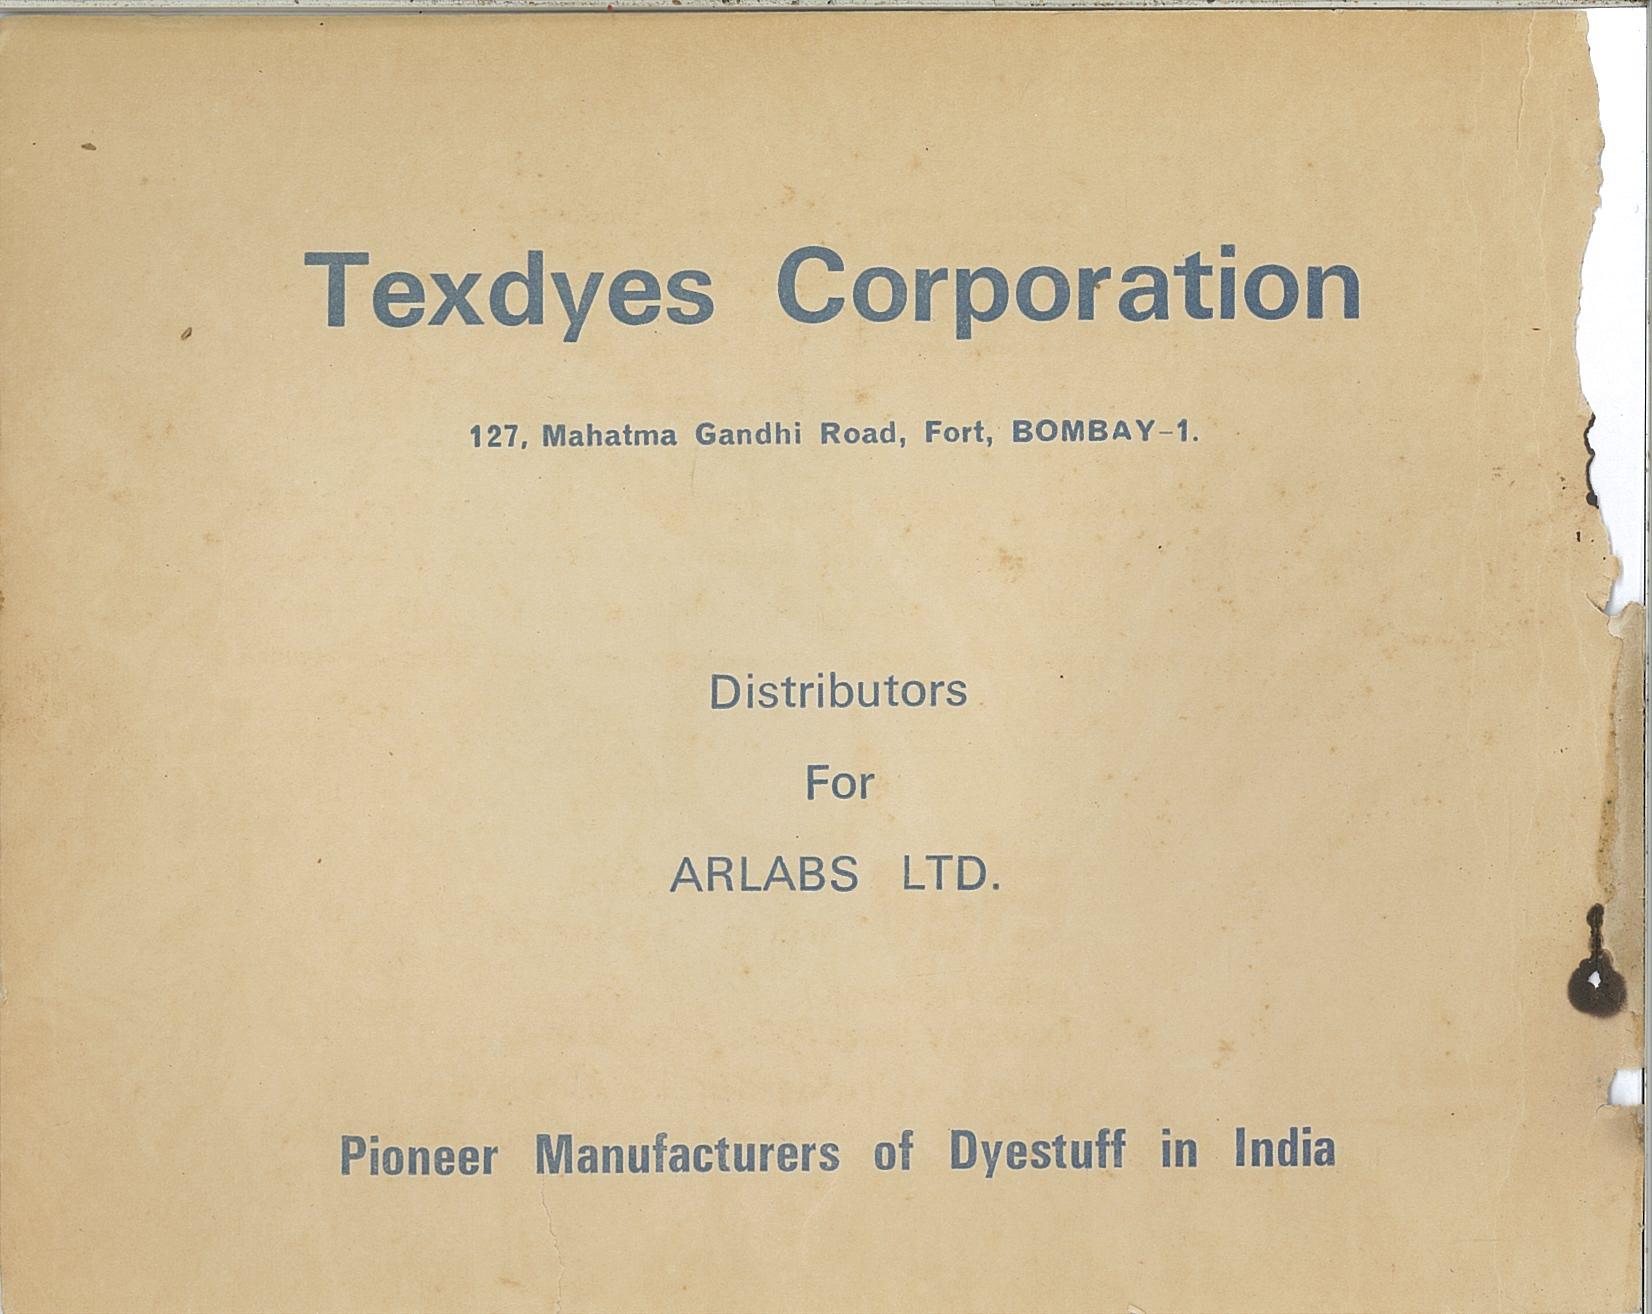 Texdyes Corporation
127, Mahatma Gandhi Road, Fort, BOMBAY-1.
Distributors
For
ARLABS LTD.
Pioneer Manufacturers of Dyestuff in India